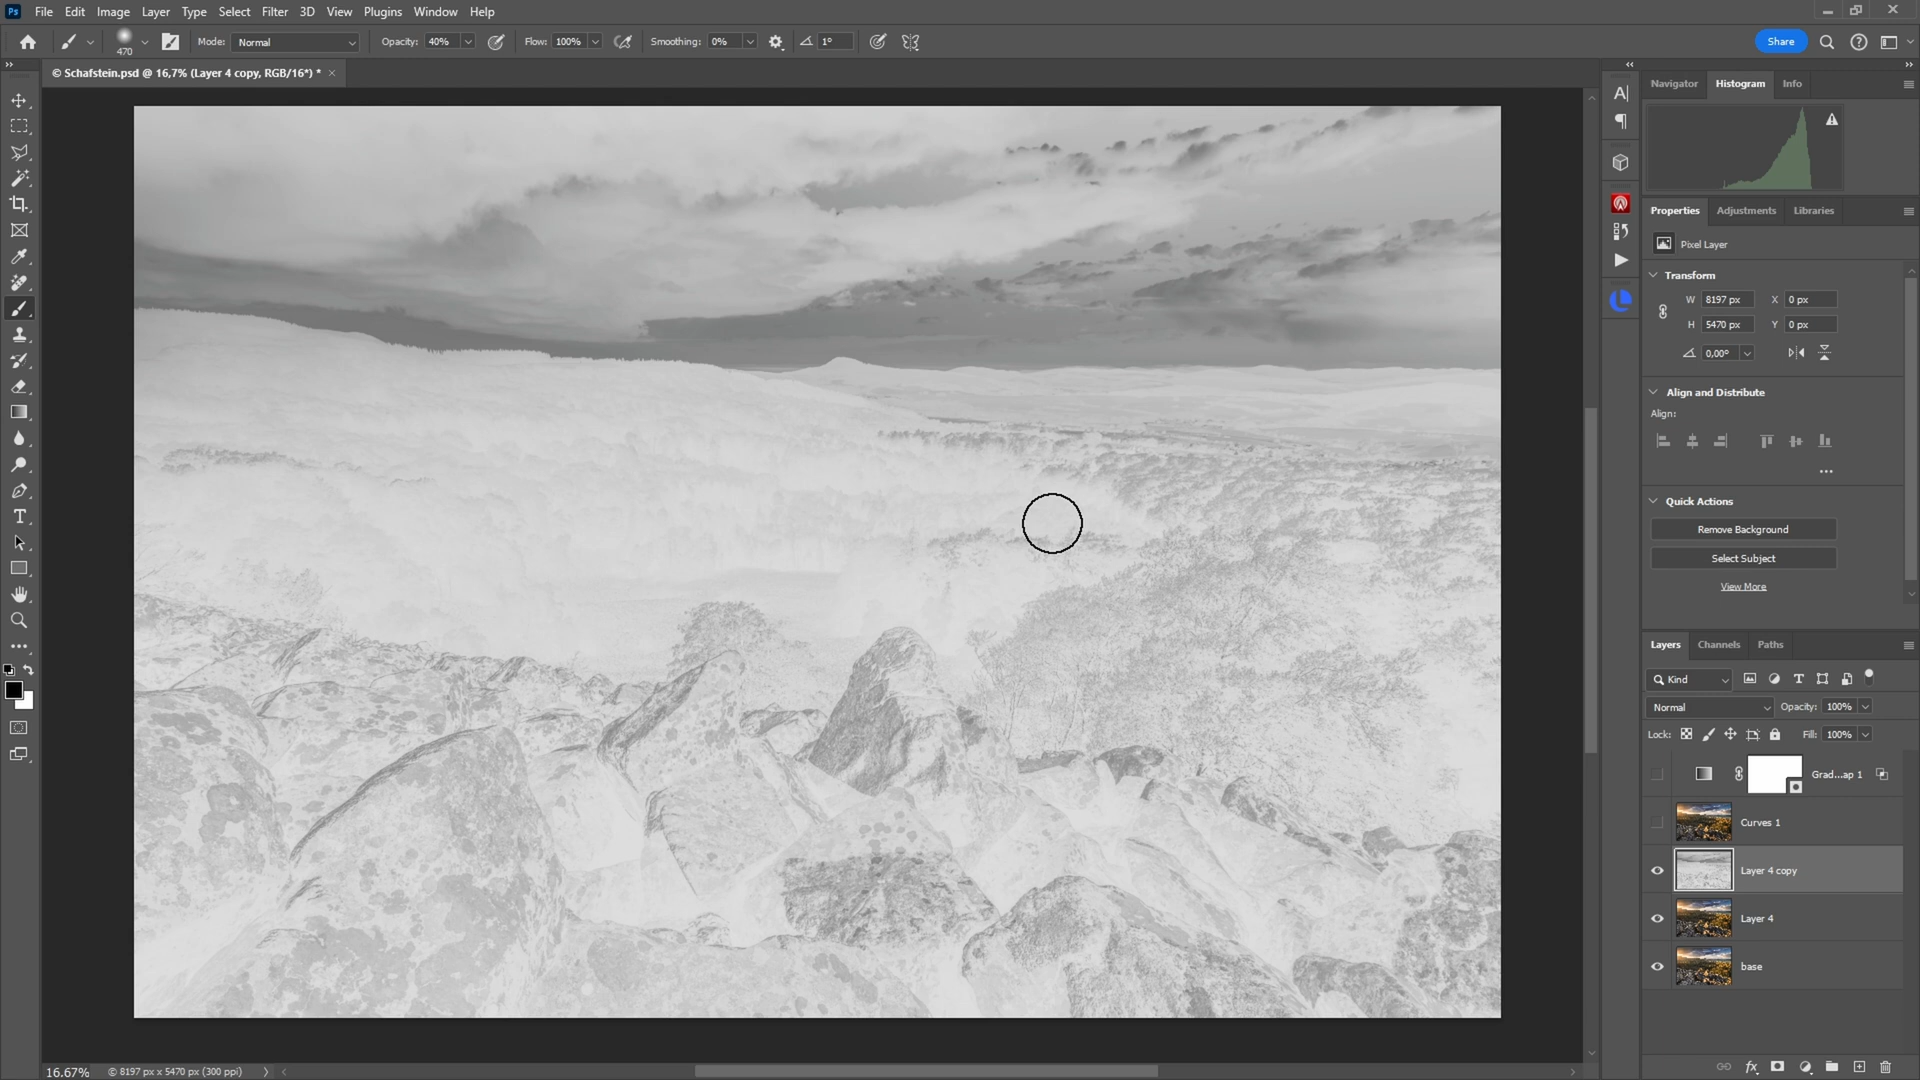 Ps File Edit Image Layer Type Select Filter 3D View Plugins Window Help
470 Mode: Normal Opacity: 40% Flow: 100% Smoothing: 0% 1° Share
© Schafstein.psd @ 16,7% (Layer 4 copy, RGB/16*) * ×
Navigator Histogram Info
Properties Adjustments Libraries
Pixel Layer
Transform
W 8197 px X 0 px
H 5470 px Y 0 px
0,00°
Align and Distribute
Align:
Quick Actions
Remove Background
Select Subject
View More
Layers Channels Paths
Kind
Normal Opacity: 100%
Lock: Fill: 100%
Grad...ap 1
Curves 1
Layer 4 copy
Layer 4
base
fx
16.67% © 8197 px x 5470 px (300 ppi)